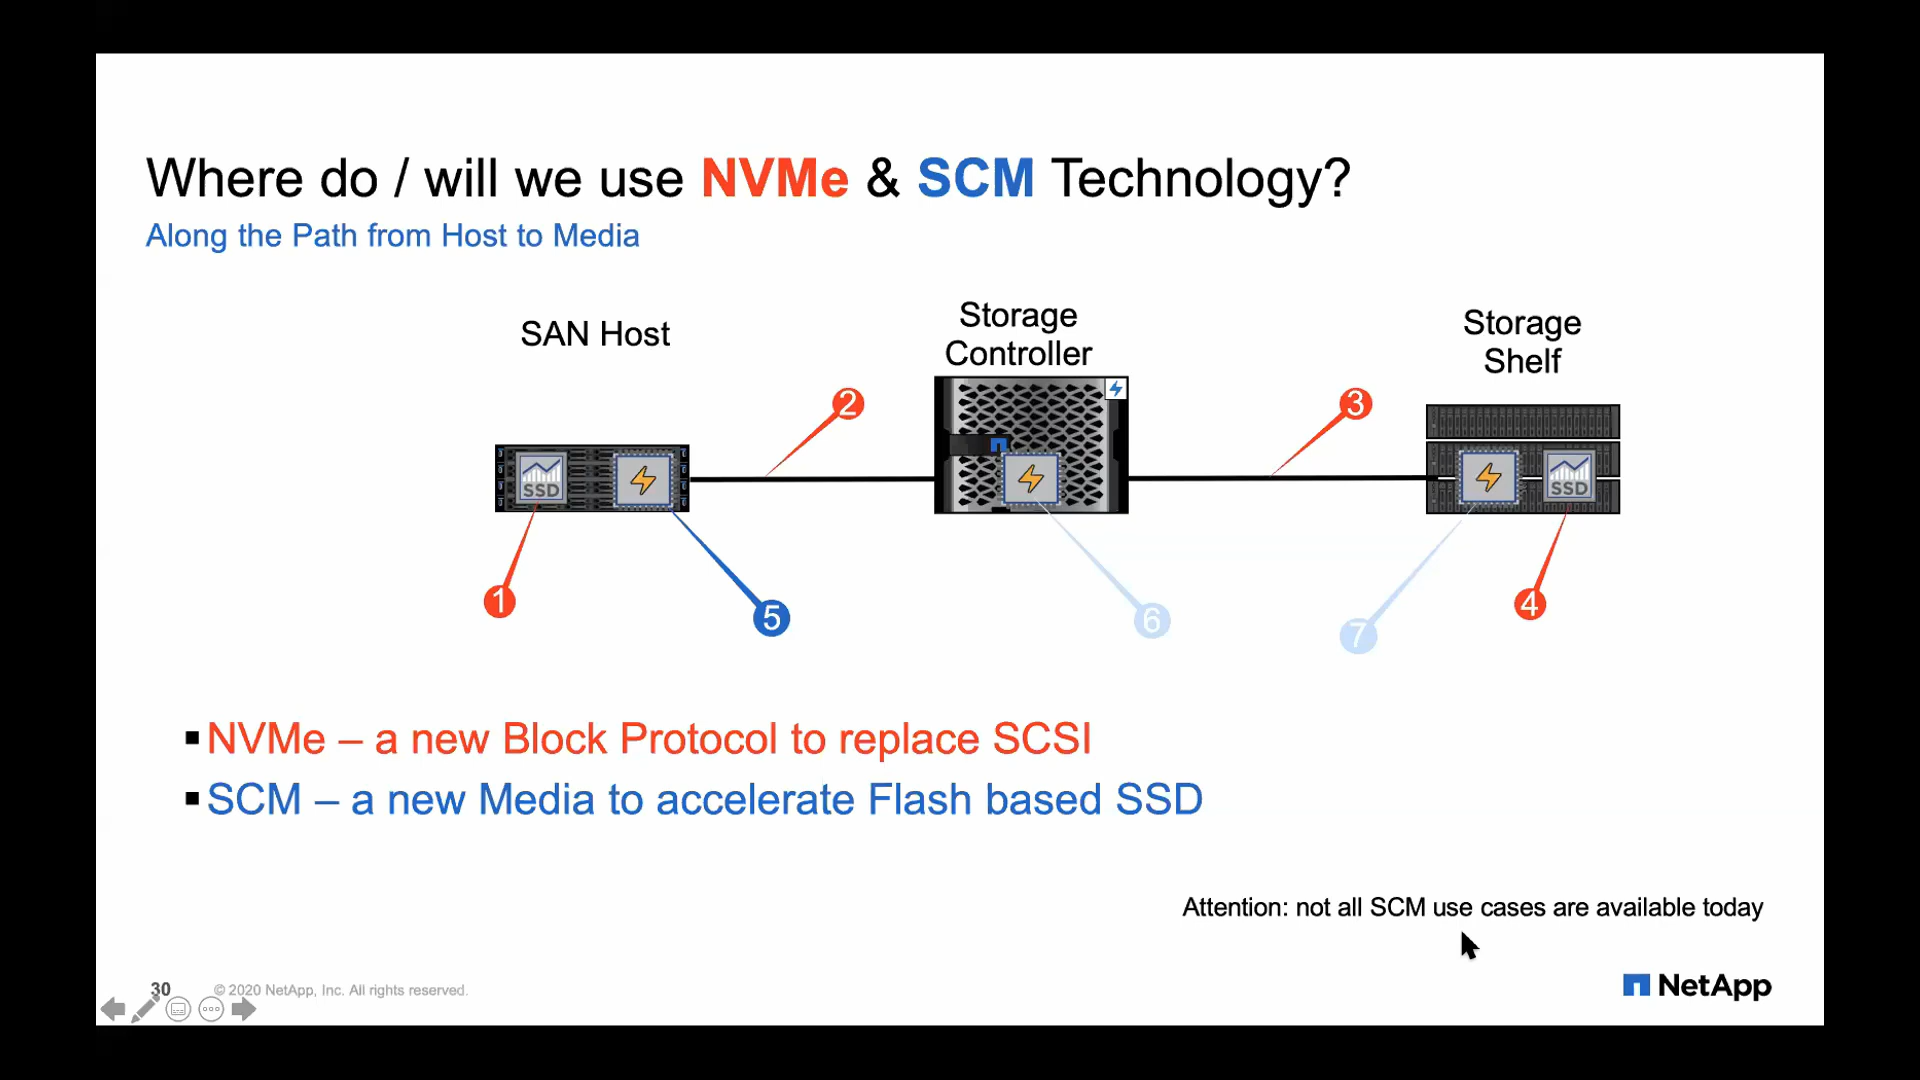 Where do / will we use NVMe & SCM Technology?
Along the Path from Host to Media
SAN Host
Storage
Controller
Storage
Shelf
2
3
SSD
SSD
1
5
6
7
4
▪ NVMe – a new Block Protocol to replace SCSI
▪ SCM – a new Media to accelerate Flash based SSD
Attention: not all SCM use cases are available today
30
© 2020 NetApp, Inc. All rights reserved.
NetApp